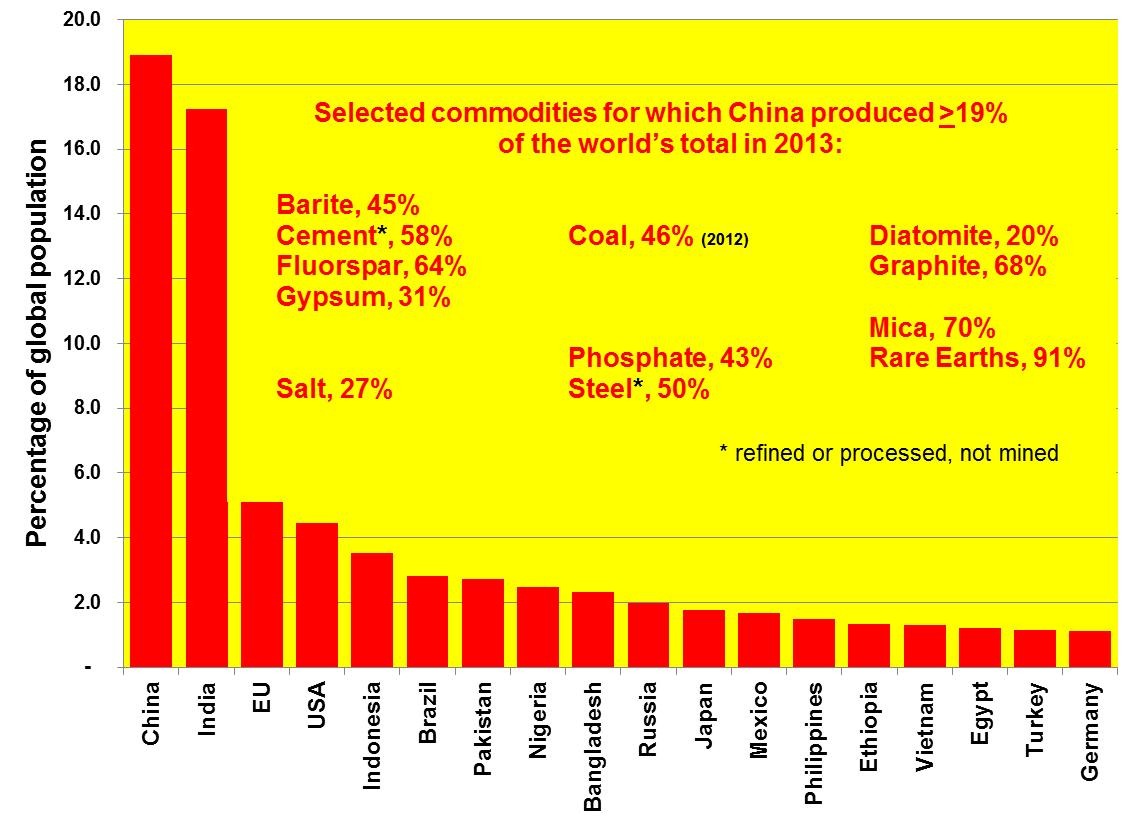 20.0
18.0
16.0
14.0
12.0
10.0
8.0
6.0
4.0
2.0
-
Percentage of global population
Selected commodities for which China produced >19%
of the world’s total in 2013:
Barite, 45%
Cement*, 58%
Fluorspar, 64%
Gypsum, 31%
Salt, 27%
Coal, 46% (2012)
Phosphate, 43%
Steel*, 50%
Diatomite, 20%
Graphite, 68%
Mica, 70%
Rare Earths, 91%
* refined or processed, not mined
China
India
EU
USA
Indonesia
Brazil
Pakistan
Nigeria
Bangladesh
Russia
Japan
Mexico
Philippines
Ethiopia
Vietnam
Egypt
Turkey
Germany